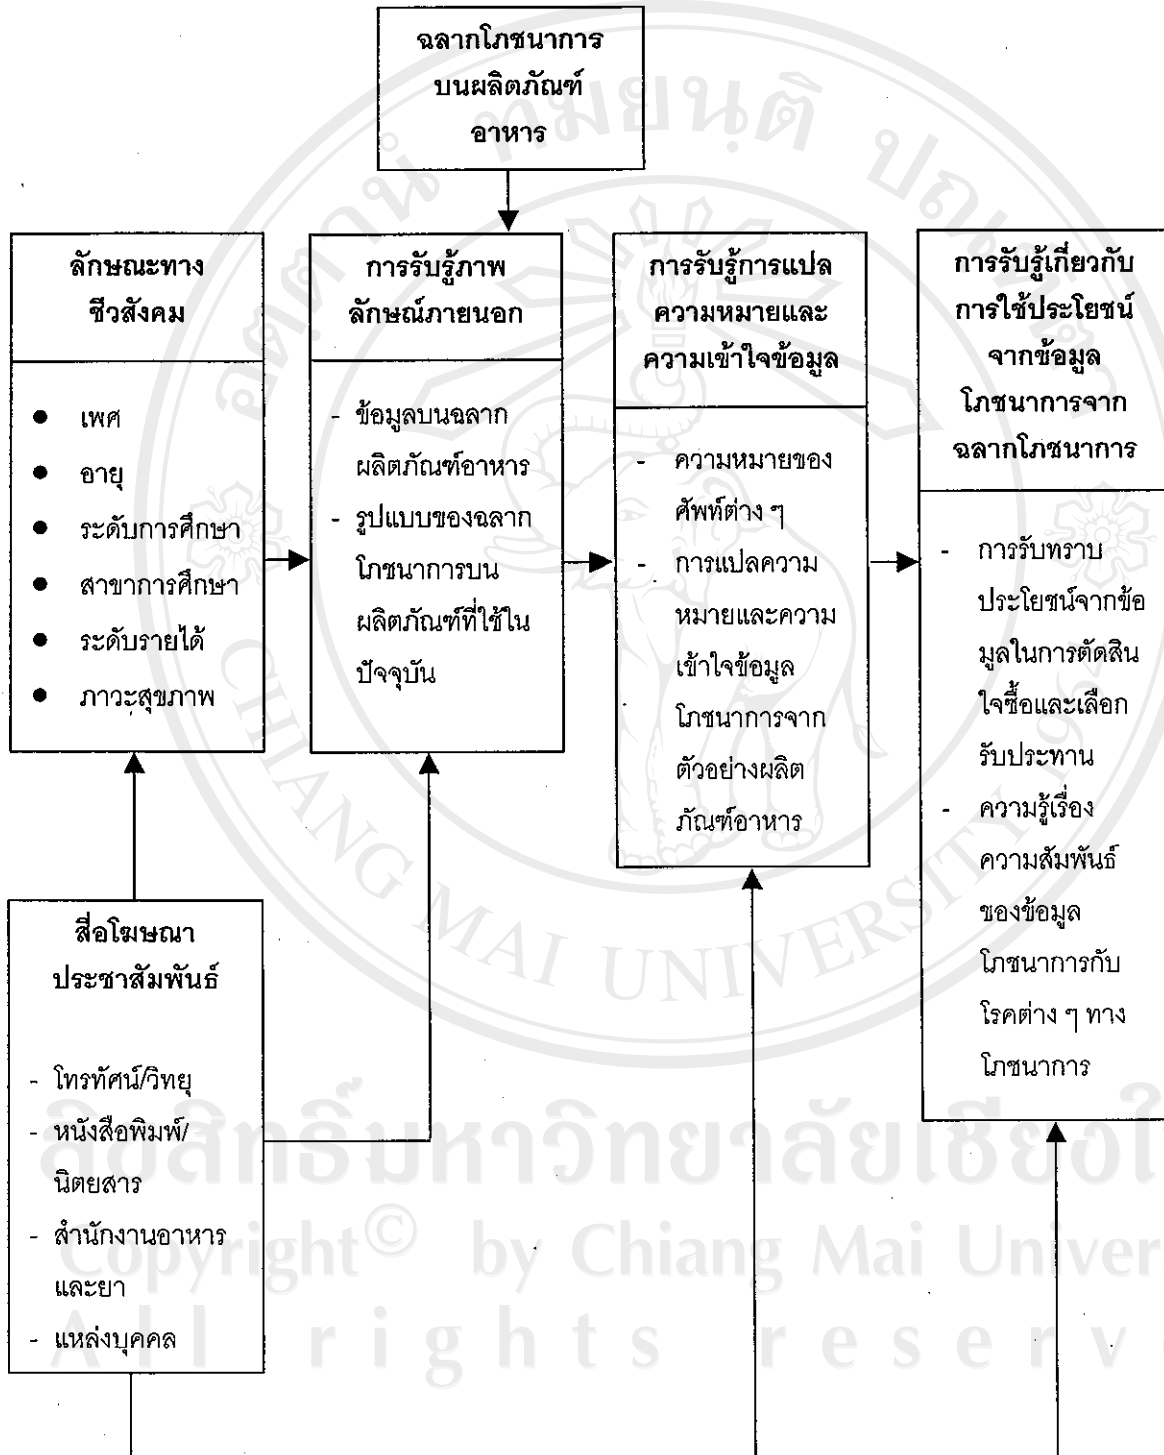 ฉลากโภชนาการ
บนผลิตภัณฑ์
อาหาร
ลักษณะทาง
ชีวสังคม
● เพศ
● อายุ
● ระดับการศึกษา
● สาขาการศึกษา
● ระดับรายได้
● ภาวะสุขภาพ
การรับรู้ภาพ
ลักษณ์ภายนอก
- ข้อมูลบนฉลาก
ผลิตภัณฑ์อาหาร
- รูปแบบของฉลาก
โภชนาการบน
ผลิตภัณฑ์ที่ใช้ใน
ปัจจุบัน
การรับรู้การแปล
ความหมายและ
ความเข้าใจข้อมูล
- ความหมายของ
ศัพท์ต่าง ๆ
- การแปลความ
หมายและความ
เข้าใจข้อมูล
โภชนาการจาก
ตัวอย่างผลิต
ภัณฑ์อาหาร
การรับรู้เกี่ยวกับ
การใช้ประโยชน์
จากข้อมูล
โภชนาการจาก
ฉลากโภชนาการ
- การรับทราบ
ประโยชน์จากข้อ
มูลในการตัดสิน
ใจซื้อและเลือก
รับประทาน
- ความรู้เรื่อง
ความสัมพันธ์
ของข้อมูล
โภชนาการกับ
โรคต่าง ๆ ทาง
โภชนาการ
สื่อโฆษณา
ประชาสัมพันธ์
- โทรทัศน์/วิทยุ
- หนังสือพิมพ์/
นิตยสาร
- สำนักงานอาหาร
และยา
- แหล่งบุคคล
CHIANG MAI UNIVERSITY 196
ลิขสิทธิ์มหาวิทยาลัยเชียงให
Copyright© by Chiang Mai Univer
All rights reserve